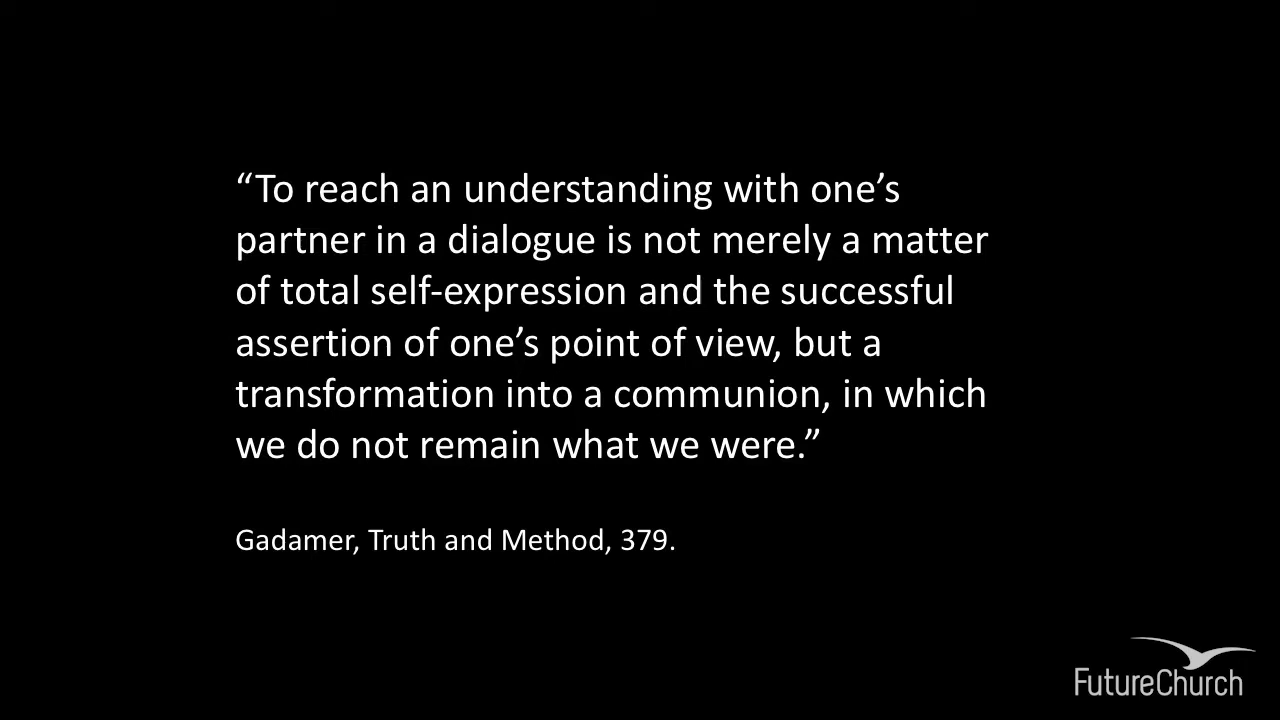 “To reach an understanding with one’s
partner in a dialogue is not merely a matter
of total self-expression and the successful
assertion of one’s point of view, but a
transformation into a communion, in which
we do not remain what we were.”
Gadamer, Truth and Method, 379.
FutureChurch